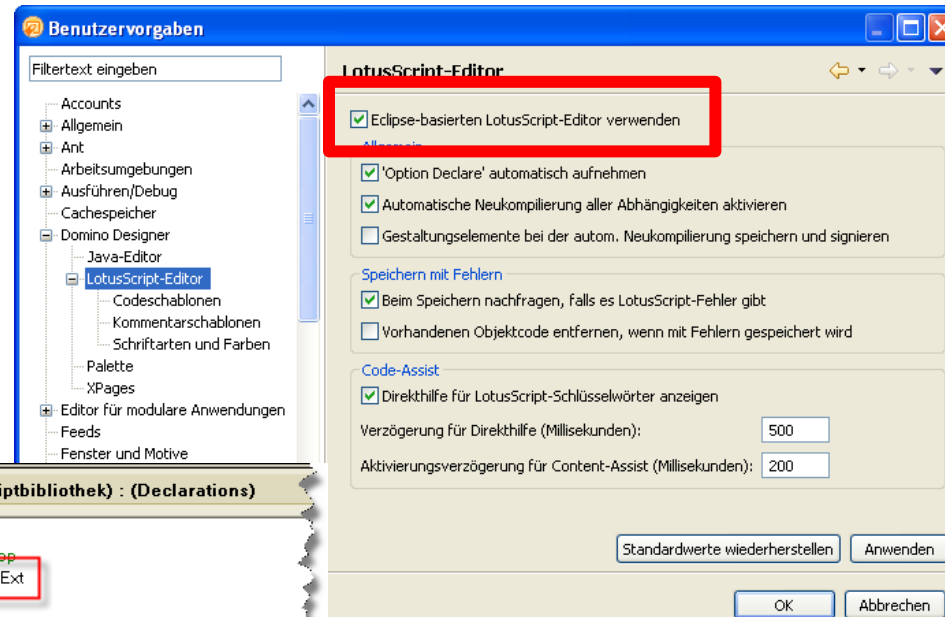 Benutzervorgaben
Filtertext eingeben
Accounts
Allgemein
Ant
Arbeitsumgebungen
Ausführen/Debug
Cachespeicher
Domino Designer
Java-Editor
LotusScript-Editor
Codeschablonen
Kommentarschablonen
Schriftarten und Farben
Palette
XPages
Editor für modulare Anwendungen
Feeds
Fenster und Motive
LotusScript-Editor
Eclipse-basierten LotusScript-Editor verwenden
Allgemein
'Option Declare' automatisch aufnehmen
Automatische Neukompilierung aller Abhängigkeiten aktivieren
Gestaltungselemente bei der autom. Neukompilierung speichern und signieren
Speichern mit Fehlern
Beim Speichern nachfragen, falls es LotusScript-Fehler gibt
Vorhandenen Objektcode entfernen, wenn mit Fehlern gespeichert wird
Code-Assist
Direkthilfe für LotusScript-Schlüsselwörter anzeigen
Verzögerung für Direkthilfe (Millisekunden): 500
Aktivierungsverzögerung für Content-Assist (Millisekunden): 200
Standardwerte wiederherstellen Anwenden
OK Abbrechen
iptbibliothek) : (Declarations)
Ext